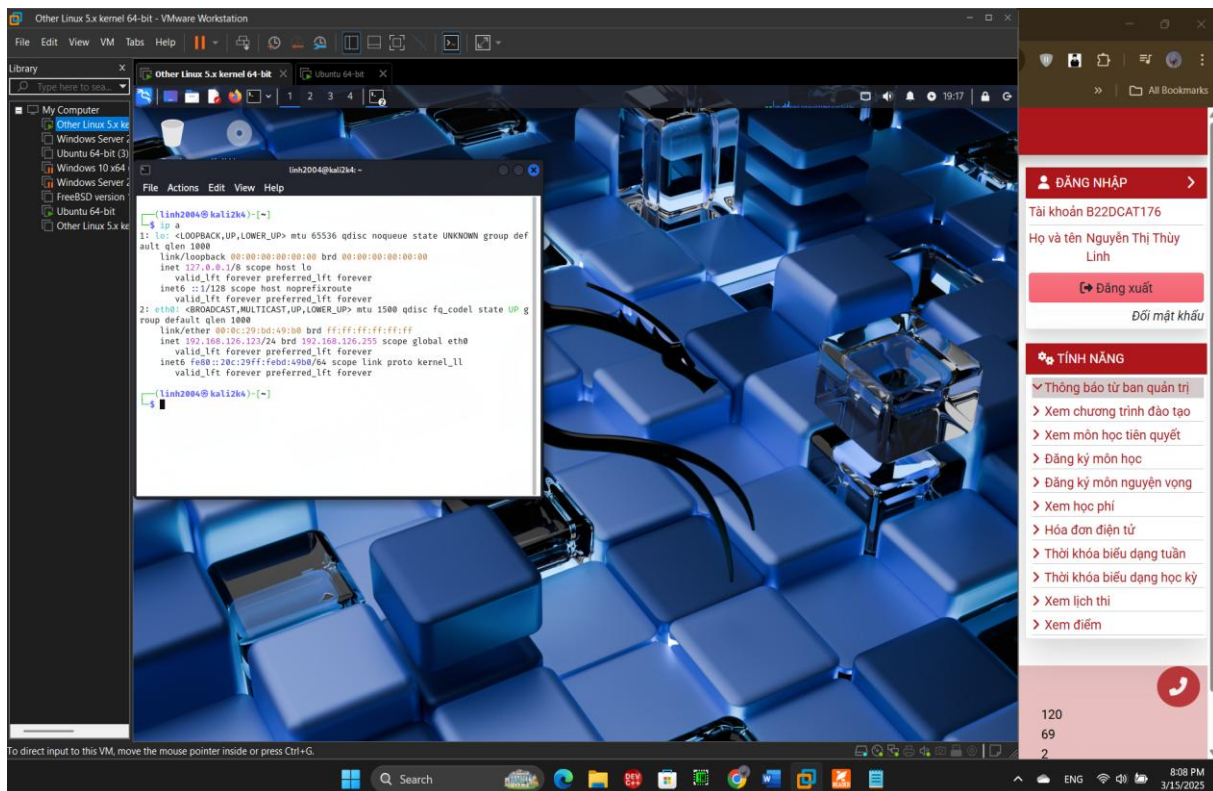 Other Linux 5.x kernel 64-bit - VMware Workstation
File Edit View VM Tabs Help
Library X
Type here to sea...
My Computer
Other Linux 5.x ke
Windows Server 2
Ubuntu 64-bit (3)
Windows 10 x64
Windows Server 2
FreeBSD version
Ubuntu 64-bit
Other Linux 5.x ke
Other Linux 5.x kernel 64-bit X
Ubuntu 64-bit X
1 2 3 4
19:17
linh2004@kali2k4: ~
File Actions Edit View Help
(linh2004㉿kali2k4)-[~]
$ ip a
1: lo: <LOOPBACK,UP,LOWER_UP> mtu 65536 qdisc noqueue state UNKNOWN group def
ault qlen 1000
link/loopback 00:00:00:00:00:00 brd 00:00:00:00:00:00
inet 127.0.0.1/8 scope host lo
valid_lft forever preferred_lft forever
inet6 ::1/128 scope host noprefixroute
valid_lft forever preferred_lft forever
2: eth0: <BROADCAST,MULTICAST,UP,LOWER_UP> mtu 1500 qdisc fq_codel state UP g
roup default qlen 1000
link/ether 00:0c:29:bd:49:b0 brd ff:ff:ff:ff:ff:ff
inet 192.168.126.123/24 brd 192.168.126.255 scope global eth0
valid_lft forever preferred_lft forever
inet6 fe80::20c:29ff:febd:49b0/64 scope link proto kernel_ll
valid_lft forever preferred_lft forever
(linh2004㉿kali2k4)-[~]
$
To direct input to this VM, move the mouse pointer inside or press Ctrl+G.
» All Bookmarks
ĐĂNG NHẬP
Tài khoản B22DCAT176
Họ và tên Nguyễn Thị Thùy
Linh
Đăng xuất
Đổi mật khẩu
TÍNH NĂNG
Thông báo từ ban quản trị
Xem chương trình đào tạo
Xem môn học tiên quyết
Đăng ký môn học
Đăng ký môn nguyện vọng
Xem học phí
Hóa đơn điện tử
Thời khóa biểu dạng tuần
Thời khóa biểu dạng học kỳ
Xem lịch thi
Xem điểm
120
69
2
Search
DEV C++
ENG
8:08 PM
3/15/2025